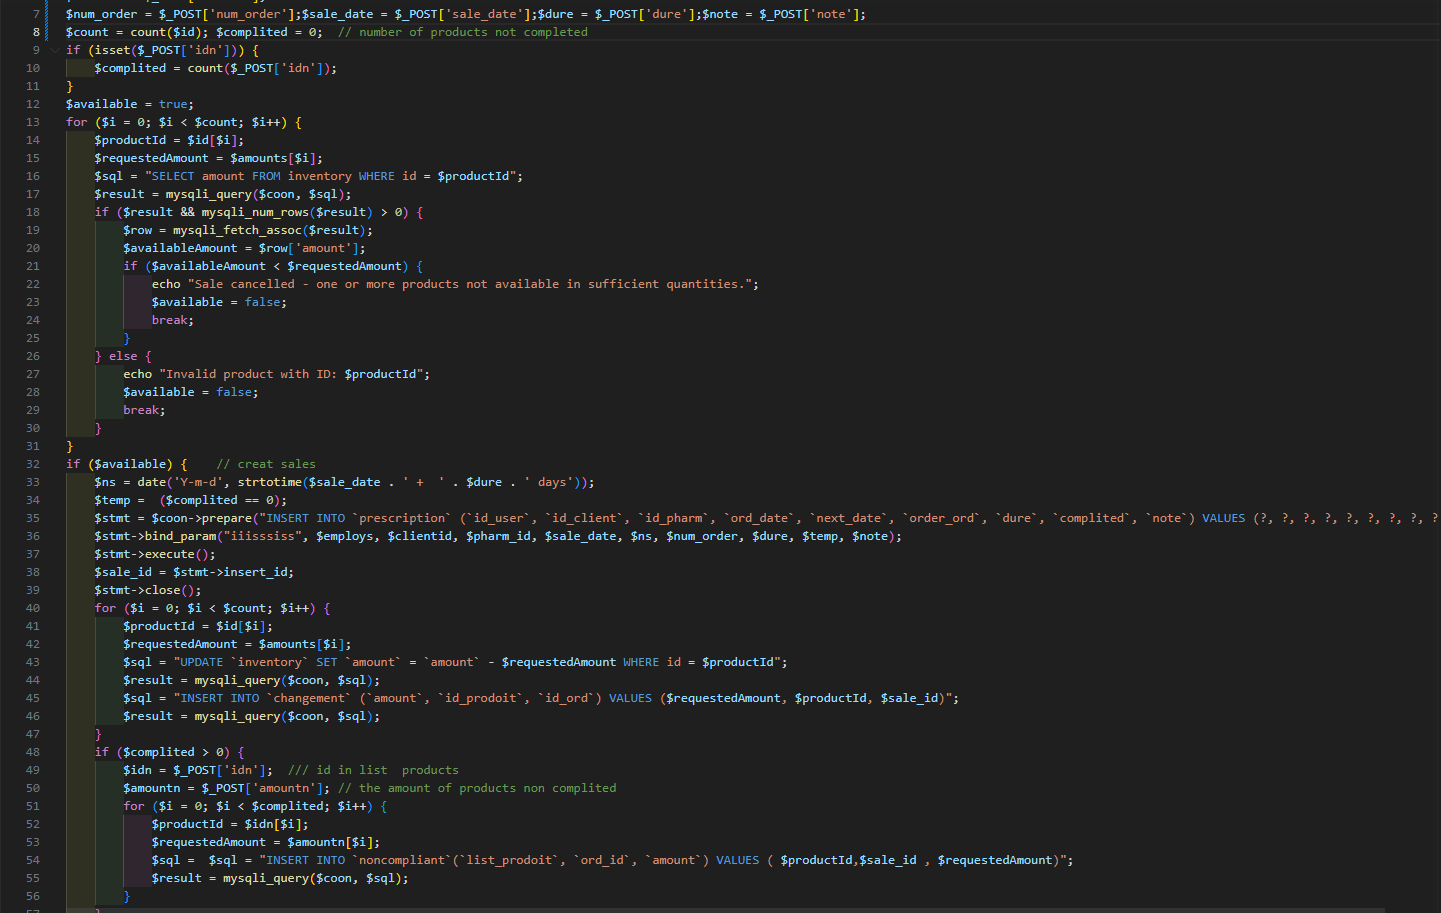 7 $num_order = $_POST['num_order'];$sale_date = $_POST['sale_date'];$dure = $_POST['dure'];$note = $_POST['note'];
8 $count = count($id); $complited = 0;  // number of products not completed
9 if (isset($_POST['idn'])) {
10     $complited = count($_POST['idn']);
11 }
12 $available = true;
13 for ($i = 0; $i < $count; $i++) {
14     $productId = $id[$i];
15     $requestedAmount = $amounts[$i];
16     $sql = "SELECT amount FROM inventory WHERE id = $productId";
17     $result = mysqli_query($coon, $sql);
18     if ($result && mysqli_num_rows($result) > 0) {
19         $row = mysqli_fetch_assoc($result);
20         $availableAmount = $row['amount'];
21         if ($availableAmount < $requestedAmount) {
22             echo "Sale cancelled - one or more products not available in sufficient quantities.";
23             $available = false;
24             break;
25         }
26     } else {
27         echo "Invalid product with ID: $productId";
28         $available = false;
29         break;
30     }
31 }
32 if ($available) {    // creat sales
33     $ns = date('Y-m-d', strtotime($sale_date . ' +  ' . $dure . ' days'));
34     $temp =  ($complited == 0);
35     $stmt = $coon->prepare("INSERT INTO `prescription` (`id_user`, `id_client`, `id_pharm`, `ord_date`, `next_date`, `order_ord`, `dure`, `complited`, `note`) VALUES (?, ?, ?, ?, ?, ?, ?, ?, ?
36     $stmt->bind_param("iiisssiss", $employs, $clientid, $pharm_id, $sale_date, $ns, $num_order, $dure, $temp, $note);
37     $stmt->execute();
38     $sale_id = $stmt->insert_id;
39     $stmt->close();
40     for ($i = 0; $i < $count; $i++) {
41         $productId = $id[$i];
42         $requestedAmount = $amounts[$i];
43         $sql = "UPDATE `inventory` SET `amount` = `amount` - $requestedAmount WHERE id = $productId";
44         $result = mysqli_query($coon, $sql);
45         $sql = "INSERT INTO `changement` (`amount`, `id_prodoit`, `id_ord`) VALUES ($requestedAmount, $productId, $sale_id)";
46         $result = mysqli_query($coon, $sql);
47     }
48     if ($complited > 0) {
49         $idn = $_POST['idn'];  /// id in list  products
50         $amountn = $_POST['amountn']; // the amount of products non complited
51         for ($i = 0; $i < $complited; $i++) {
52             $productId = $idn[$i];
53             $requestedAmount = $amountn[$i];
54             $sql =  $sql = "INSERT INTO `noncompliant`(`list_prodoit`, `ord_id`, `amount`) VALUES ( $productId,$sale_id , $requestedAmount)";
55             $result = mysqli_query($coon, $sql);
56         }